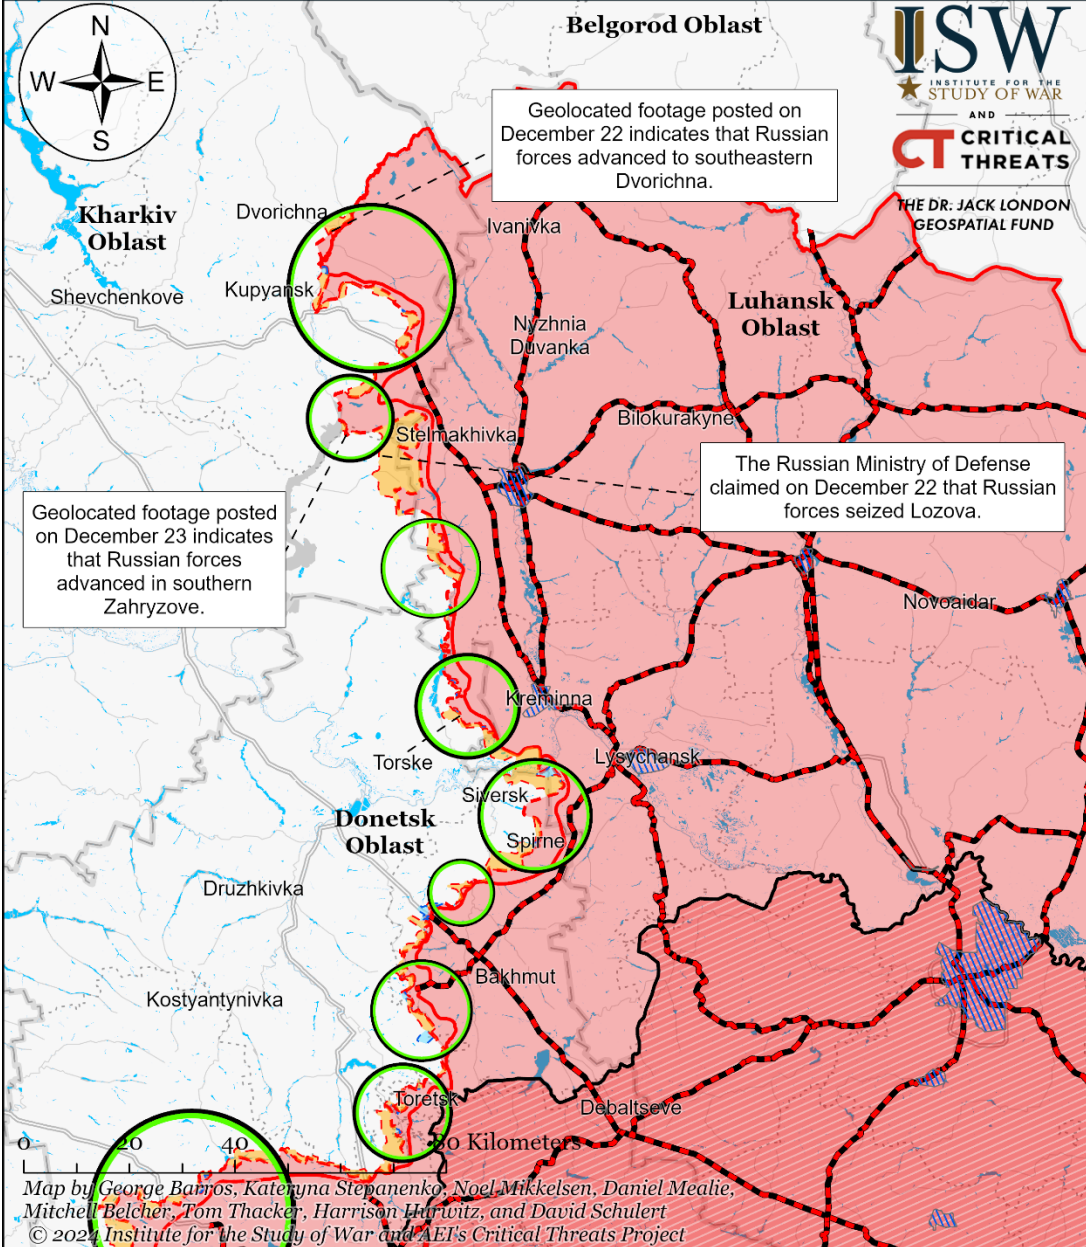 Belgorod Oblast
N
W E
S
ISW
INSTITUTE FOR THE
STUDY OF WAR
AND
CT CRITICAL
THREATS
THE DR. JACK LONDON
GEOSPATIAL FUND
Geolocated footage posted on
December 22 indicates that Russian
forces advanced to southeastern
Dvorichna.
Kharkiv
Oblast
Dvorichna
Ivanivka
Shevchenkove
Kupyansk
Luhansk
Oblast
Nyzhnia
Duvanka
Bilokurakyne
Stelmakhivka
The Russian Ministry of Defense
claimed on December 22 that Russian
forces seized Lozova.
Geolocated footage posted
on December 23 indicates
that Russian forces
advanced in southern
Zahryzove.
Novoaidar
Kreminna
Torske
Lysychansk
Siversk
Donetsk
Oblast
Spirne
Druzhkivka
Bakhmut
Kostyantynivka
Toretsk
Debaltseve
0 20 40 80 Kilometers
Map by George Barros, Kateryna Stepanenko, Noel Mikkelsen, Daniel Mealie,
Mitchell Belcher, Tom Thacker, Harrison Hurwitz, and David Schulert
© 2024 Institute for the Study of War and AEI's Critical Threats Project